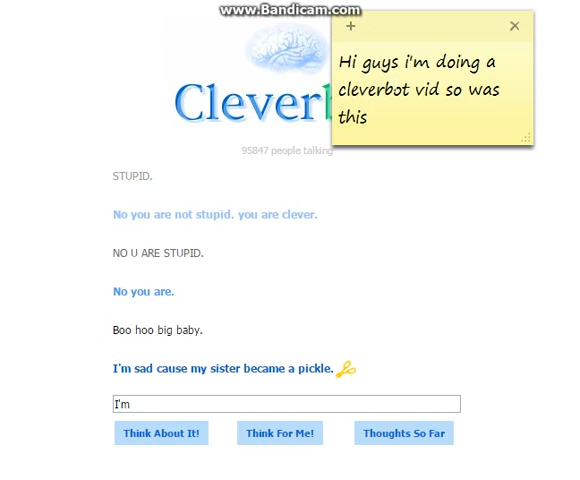 www.Bandicam.com
Hi guys i'm doing a
cleverbot vid so was
this
Cleverb
95847 people talking
STUPID.
No you are not stupid. you are clever.
NO U ARE STUPID.
No you are.
Boo hoo big baby.
I'm sad cause my sister became a pickle.
I'm
Think About It!
Think For Me!
Thoughts So Far